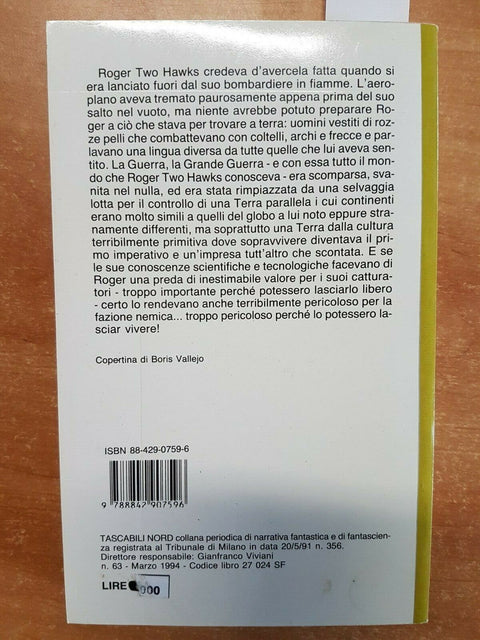 Roger Two Hawks credeva d'avercela fatta quando si
era lanciato fuori dal suo bombardiere in fiamme. L'aero-
plano aveva tremato paurosamente appena prima del suo
salto nel vuoto, ma niente avrebbe potuto preparare Ro-
ger a ciò che stava per trovare a terra: uomini vestiti di roz-
ze pelli che combattevano con coltelli, archi e frecce e par-
lavano una lingua diversa da tutte quelle che lui aveva sen-
tito. La Guerra, la Grande Guerra - e con essa tutto il mon-
do che Roger Two Hawks conosceva - era scomparsa, sva-
nita nel nulla, ed era stata rimpiazzata da una selvaggia
lotta per il controllo di una Terra parallela i cui continenti
erano molto simili a quelli del globo a lui noto eppure stra-
namente differenti, ma soprattutto una Terra dalla cultura
terribilmente primitiva dove sopravvivere diventava il pri-
mo imperativo e un'impresa tutt'altro che scontata. E se
le sue conoscenze scientifiche e tecnologiche facevano di
Roger una preda di inestimabile valore per i suoi cattura-
tori - troppo importante perché potessero lasciarlo libero
- certo lo rendevano anche terribilmente pericoloso per la
fazione nemica... troppo pericoloso perché lo potessero la-
sciar vivere!
Copertina di Boris Vallejo
ISBN 88-429-0759-6
9 788842 907596
TASCABILI NORD collana periodica di narrativa fantastica e di fantascien-
za registrata al Tribunale di Milano in data 20/5/91 n. 356.
Direttore responsabile: Gianfranco Viviani
n. 63 - Marzo 1994 - Codice libro 27 024 SF
LIRE 000